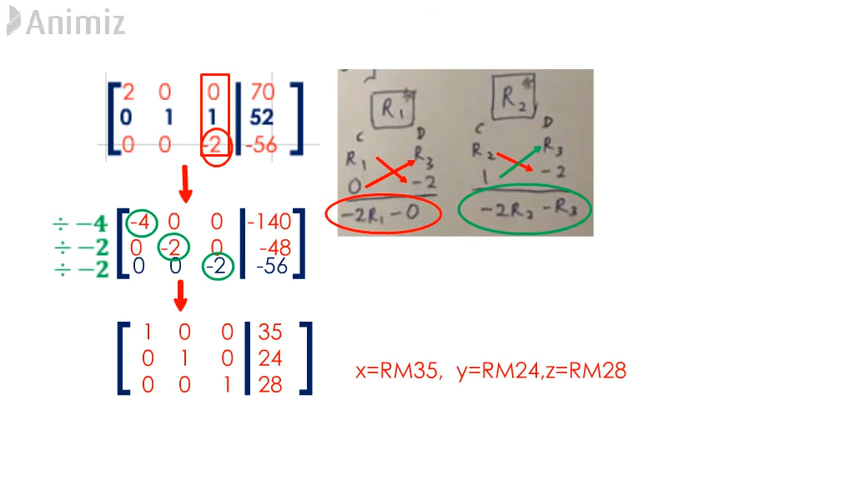 Animiz
2 0 0 70
0 1 1 52
0 0 -2 -56
÷ −4 -4 0 0 -140
÷ −2 0 -2 0 -48
÷ −2 0 0 -2 -56
1 0 0 35
0 1 0 24
0 0 1 28
R1*
C D
R1 R3
0 -2
-2R1 - 0
R2*
C D
R2 R3
1 -2
-2R2 - R3
x=RM35, y=RM24,z=RM28